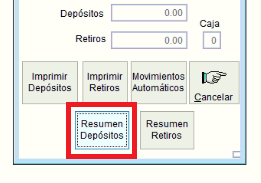 Depósitos 0.00
Caja
Retiros 0.00 0
Imprimir Depósitos
Imprimir Retiros
Movimientos Automáticos
Cancelar
Resumen Depósitos
Resumen Retiros